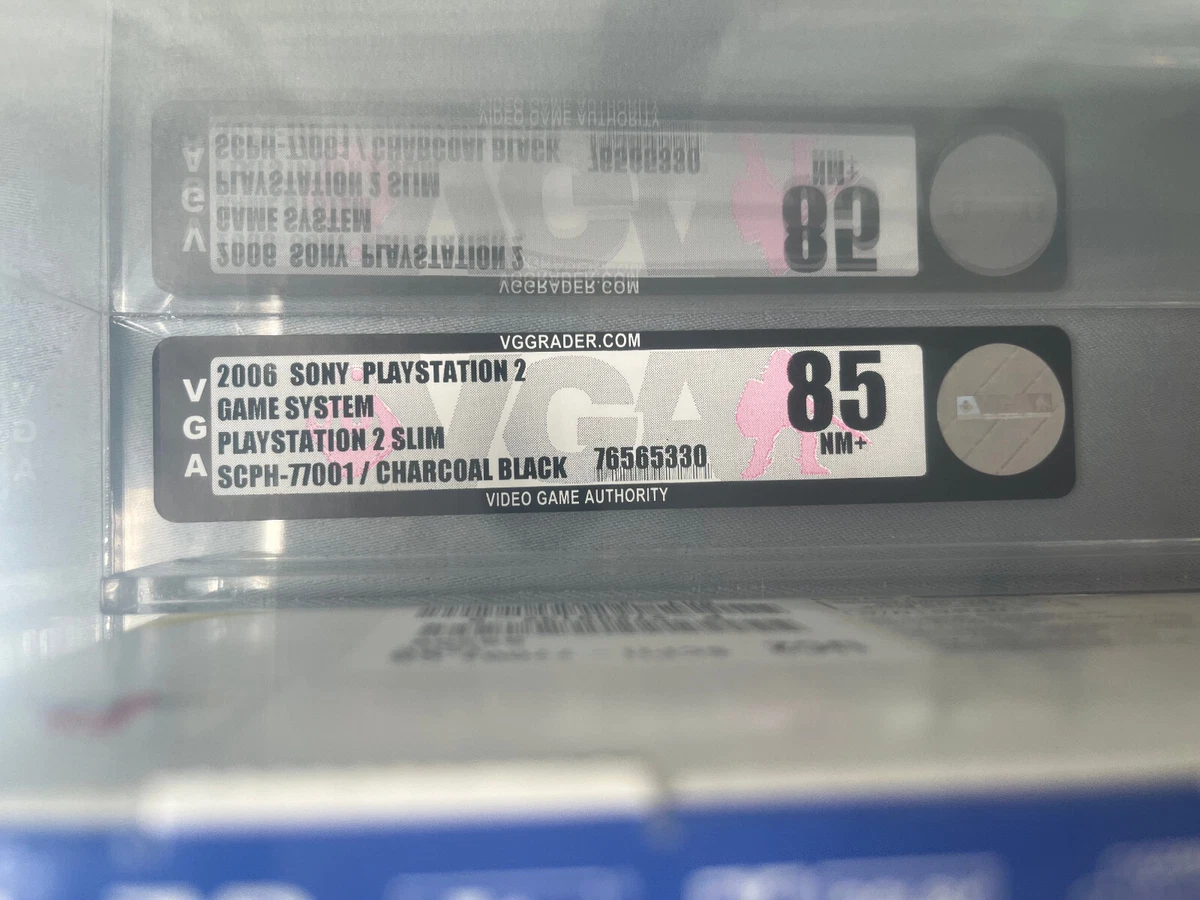 VGGRADER.COM
VGA
2006 SONY PLAYSTATION 2
GAME SYSTEM
PLAYSTATION 2 SLIM
SCPH-77001 / CHARCOAL BLACK
76565330
VGA
85
NM+
VIDEO GAME AUTHORITY